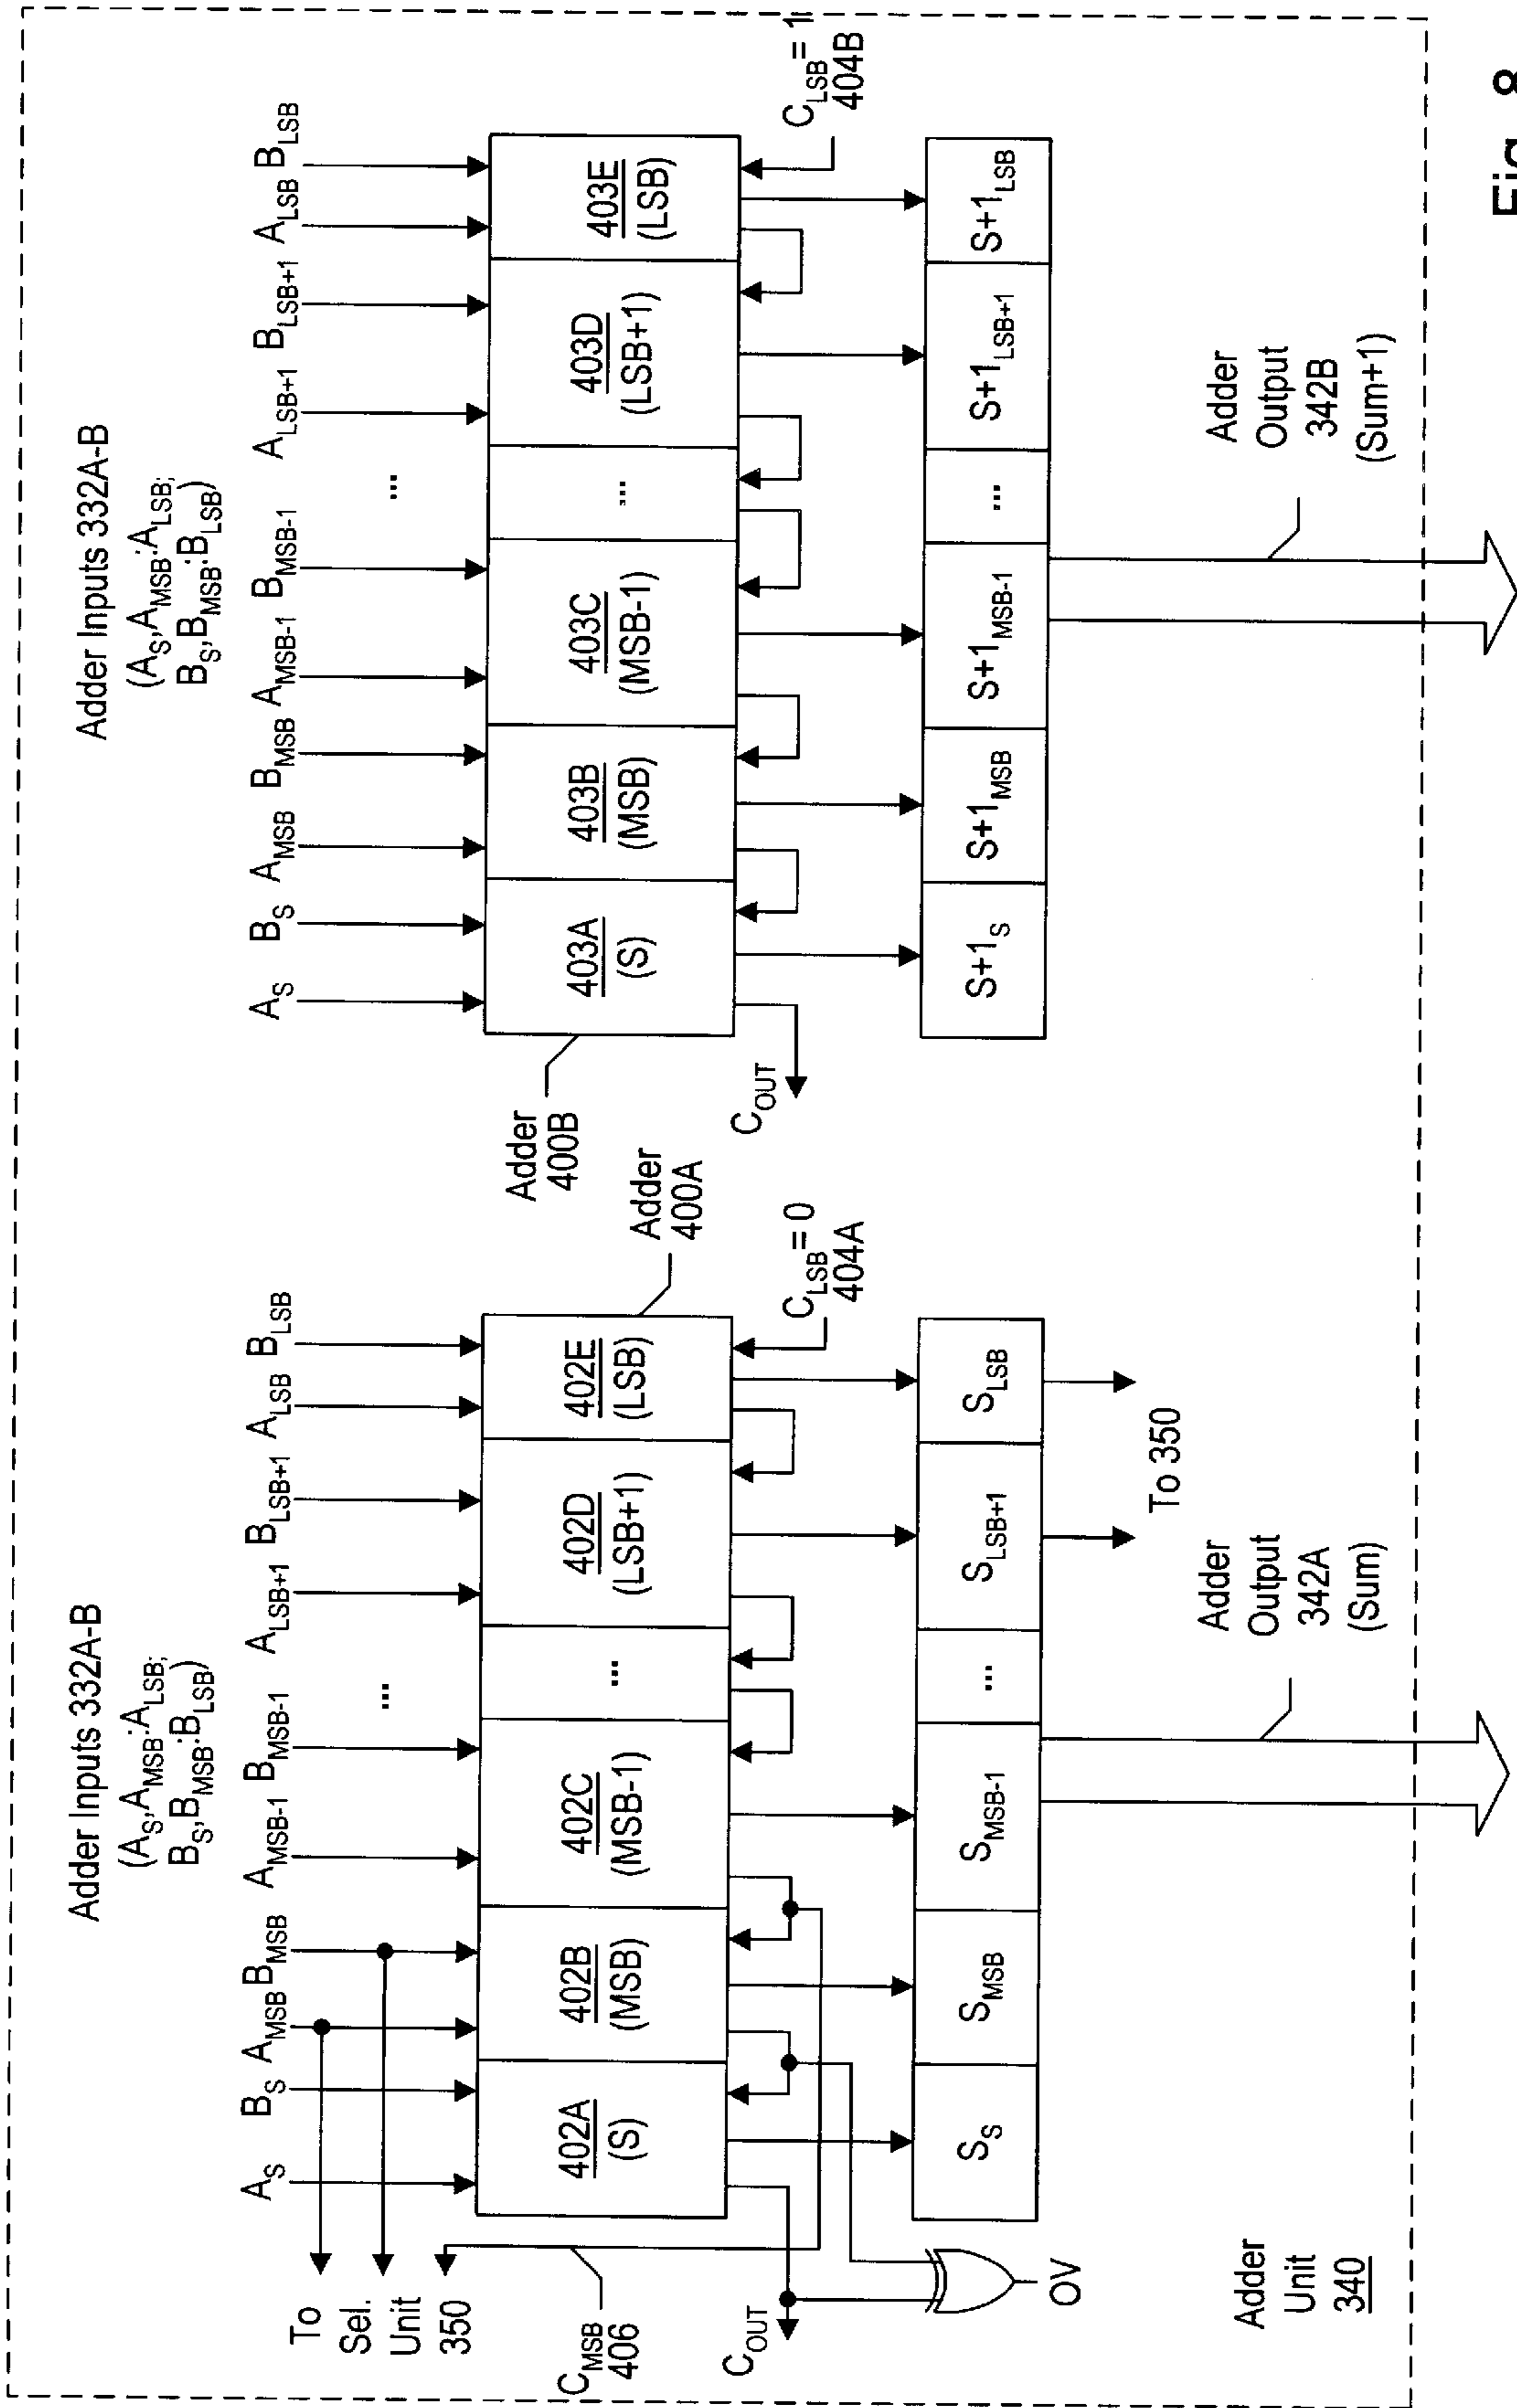 Adder Inputs 332A-B
(A_S,A_MSB:A_LSB;
B_S,B_MSB:B_LSB)
A_S B_S A_MSB B_MSB A_MSB-1 B_MSB-1 ... A_LSB+1 B_LSB+1 A_LSB B_LSB
To
Sel.
Unit
350
402A
(S)
402B
(MSB)
402C
(MSB-1)
...
402D
(LSB+1)
402E
(LSB)
Adder
400A
C_MSB
406
C_LSB = 0
404A
C_OUT
OV
S_S S_MSB S_MSB-1 ... S_LSB+1 S_LSB
To 350
Adder
Output
342A
(Sum)
Adder
Unit
340
Adder Inputs 332A-B
(A_S,A_MSB:A_LSB;
B_S,B_MSB:B_LSB)
A_S B_S A_MSB B_MSB A_MSB-1 B_MSB-1 ... A_LSB+1 B_LSB+1 A_LSB B_LSB
403A
(S)
403B
(MSB)
403C
(MSB-1)
...
403D
(LSB+1)
403E
(LSB)
Adder
400B
C_LSB = 1
404B
C_OUT
S+1_S S+1_MSB S+1_MSB-1 ... S+1_LSB+1 S+1_LSB
Adder
Output
342B
(Sum+1)
Fig. 8